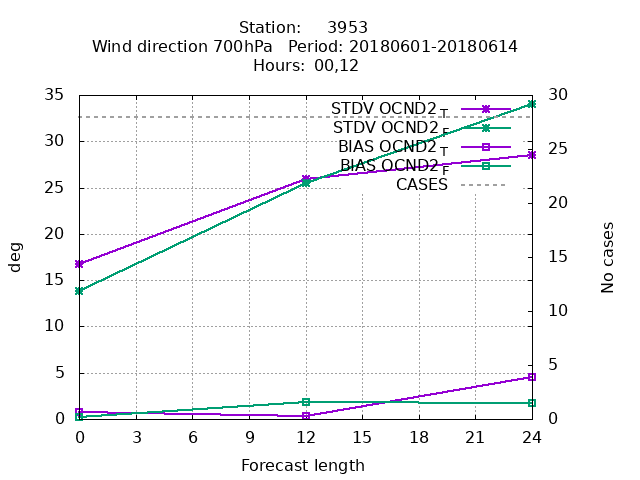 Station: 3953
Wind direction 700hPa Period: 20180601-20180614
Hours: 00,12
35
30
25
20
15
10
5
0
deg
30
25
20
15
10
5
0
No cases
STDV OCND2 T
STDV OCND2 F
BIAS OCND2 T
BIAS OCND2 F
CASES
0 3 6 9 12 15 18 21 24
Forecast length